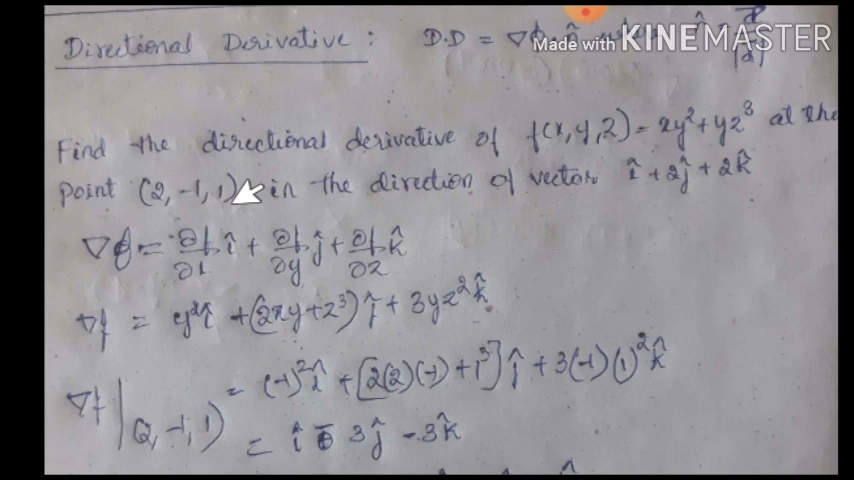 Directional Derivative: D.D = ∇ϕ.
Made with KINEMASTER
Find the directional derivative of f(x,y,z)= xy²+yz³ at the
point (2,-1,1) in the direction of vector î+2ĵ+2k̂
∇ϕ = ∂f/∂x î + ∂f/∂y ĵ + ∂f/∂z k̂
∇f = y²î +(2xy+z³)ĵ + 3yz²k̂
∇f|(2,-1,1) = (-1)²î +[2(2)(-1)+1³]ĵ + 3(-1)(1)²k̂
= î - 3ĵ - 3k̂